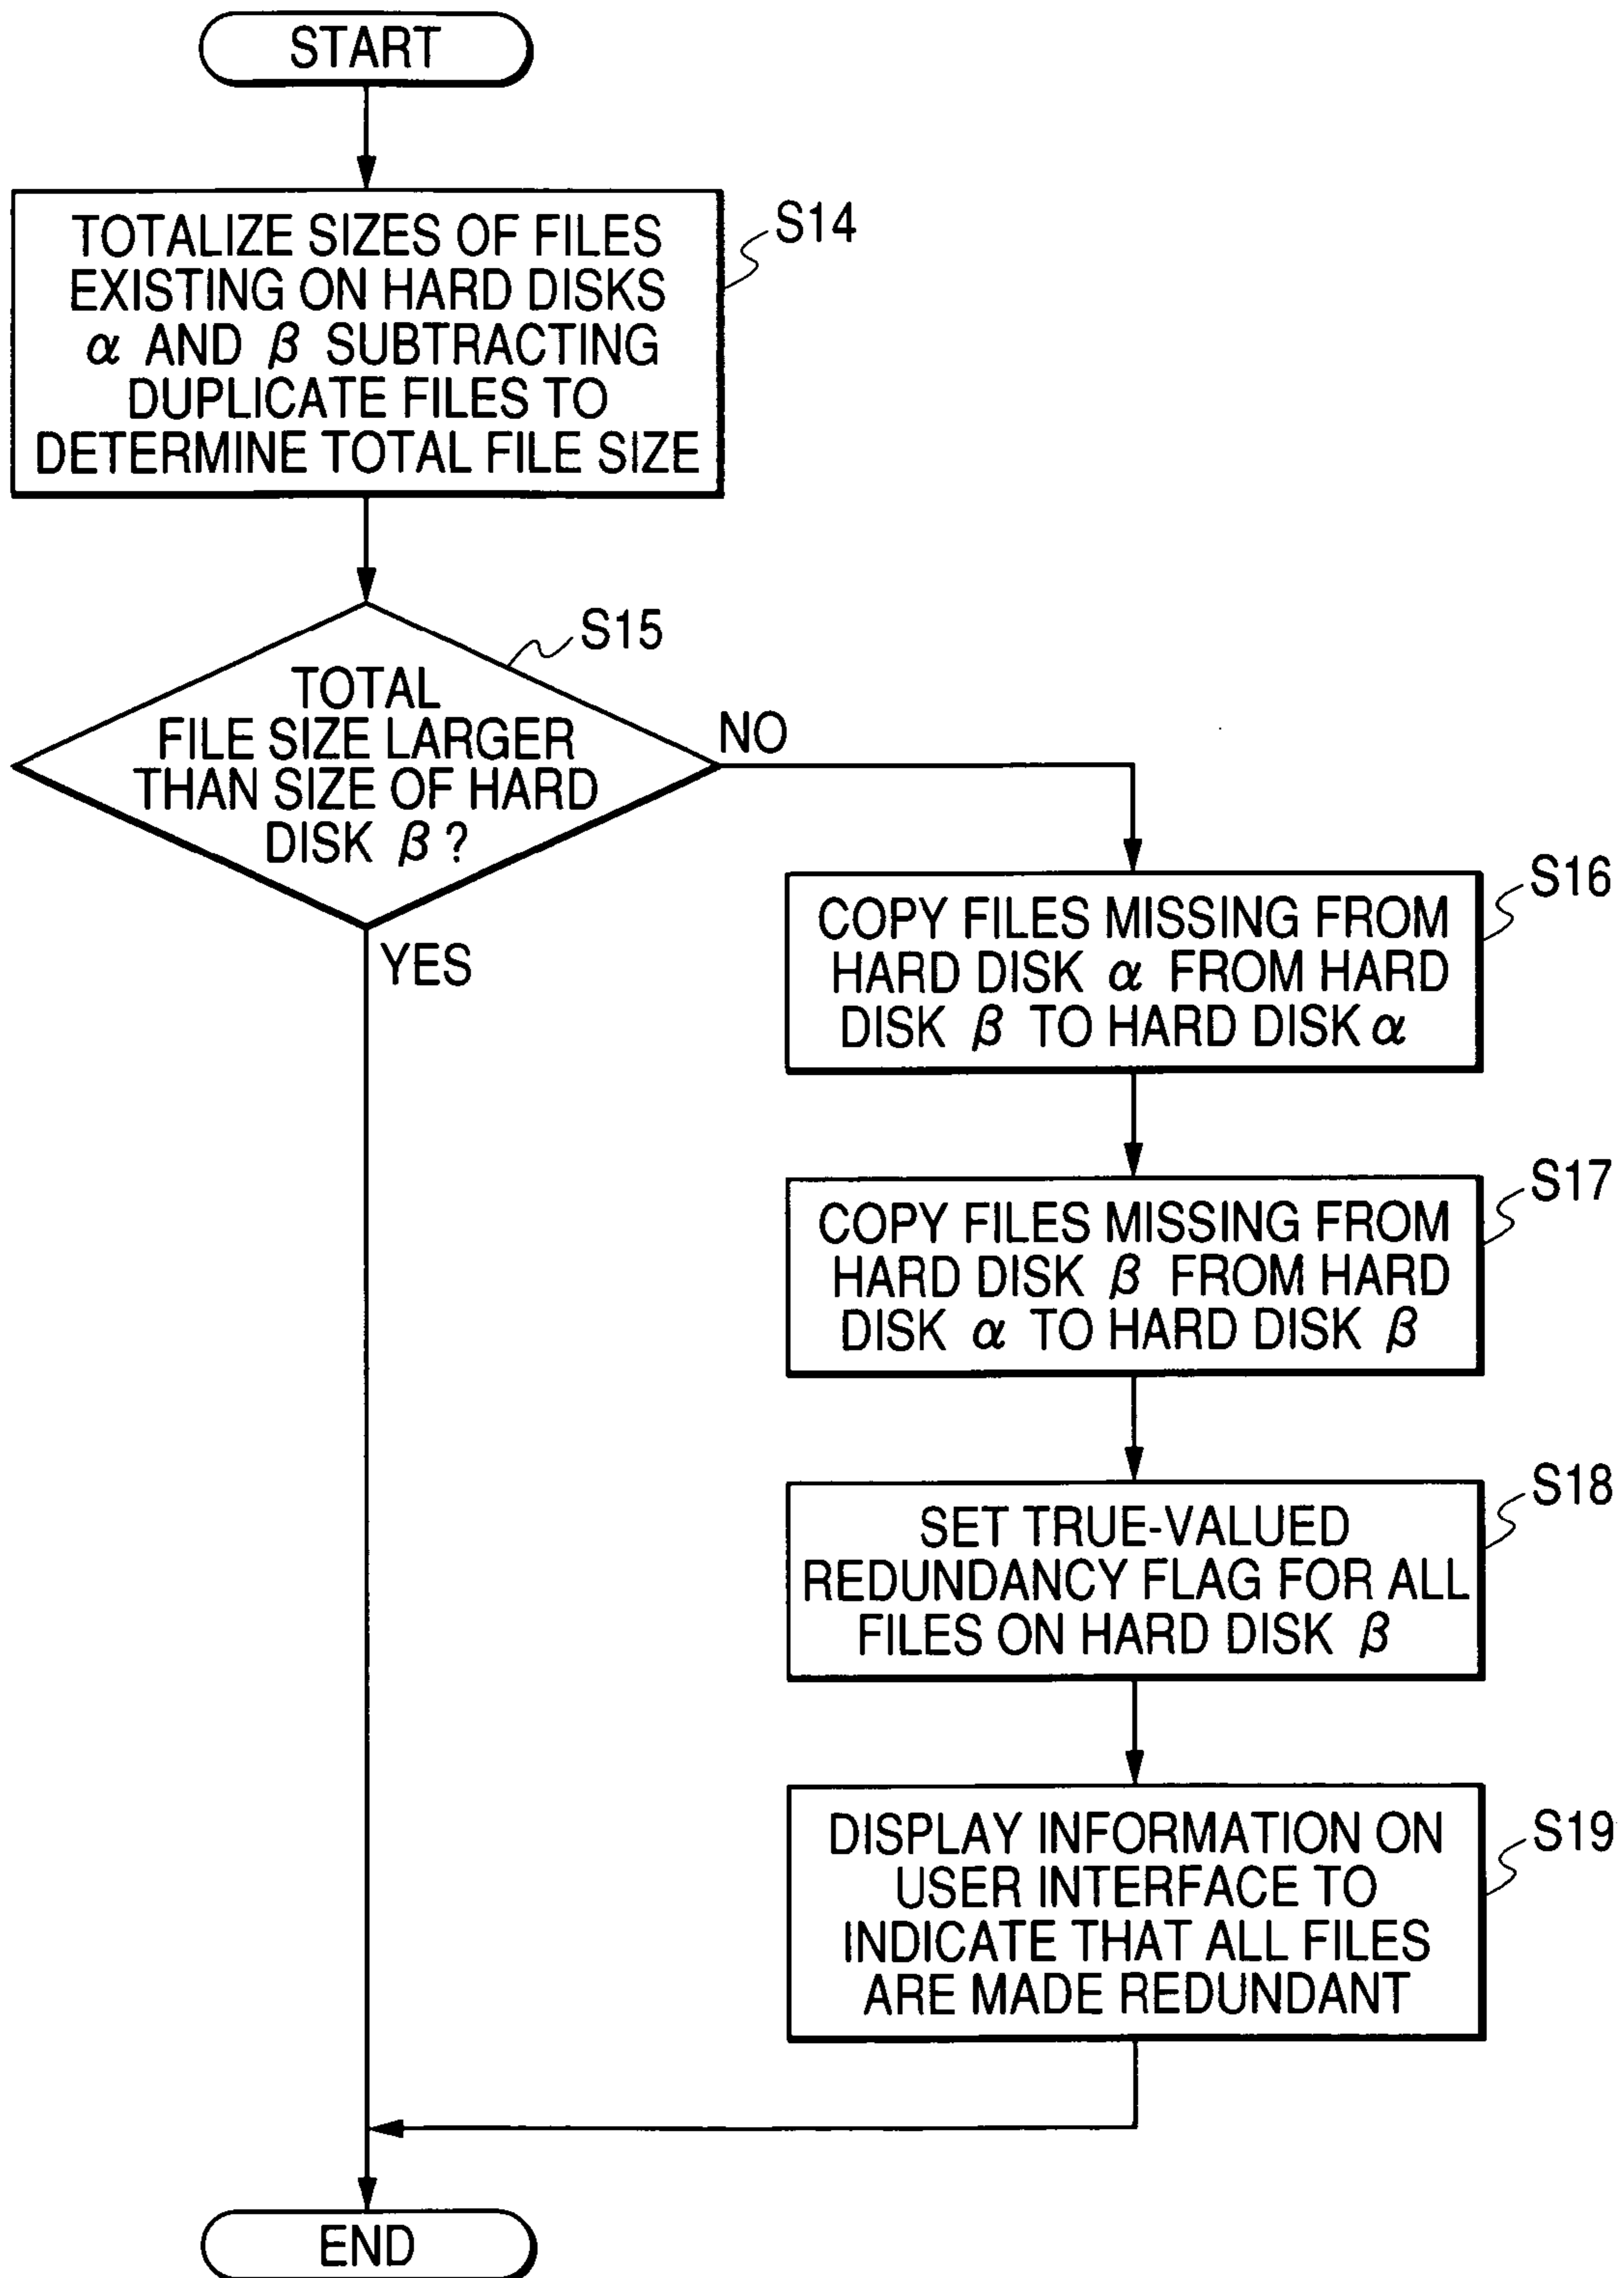 START
TOTALIZE SIZES OF FILES
EXISTING ON HARD DISKS
α AND β SUBTRACTING
DUPLICATE FILES TO
DETERMINE TOTAL FILE SIZE
S14
TOTAL
FILE SIZE LARGER
THAN SIZE OF HARD
DISK β?
S15
NO
YES
COPY FILES MISSING FROM
HARD DISK α FROM HARD
DISK β TO HARD DISK α
S16
COPY FILES MISSING FROM
HARD DISK β FROM HARD
DISK α TO HARD DISK β
S17
SET TRUE-VALUED
REDUNDANCY FLAG FOR ALL
FILES ON HARD DISK β
S18
DISPLAY INFORMATION ON
USER INTERFACE TO
INDICATE THAT ALL FILES
ARE MADE REDUNDANT
S19
END